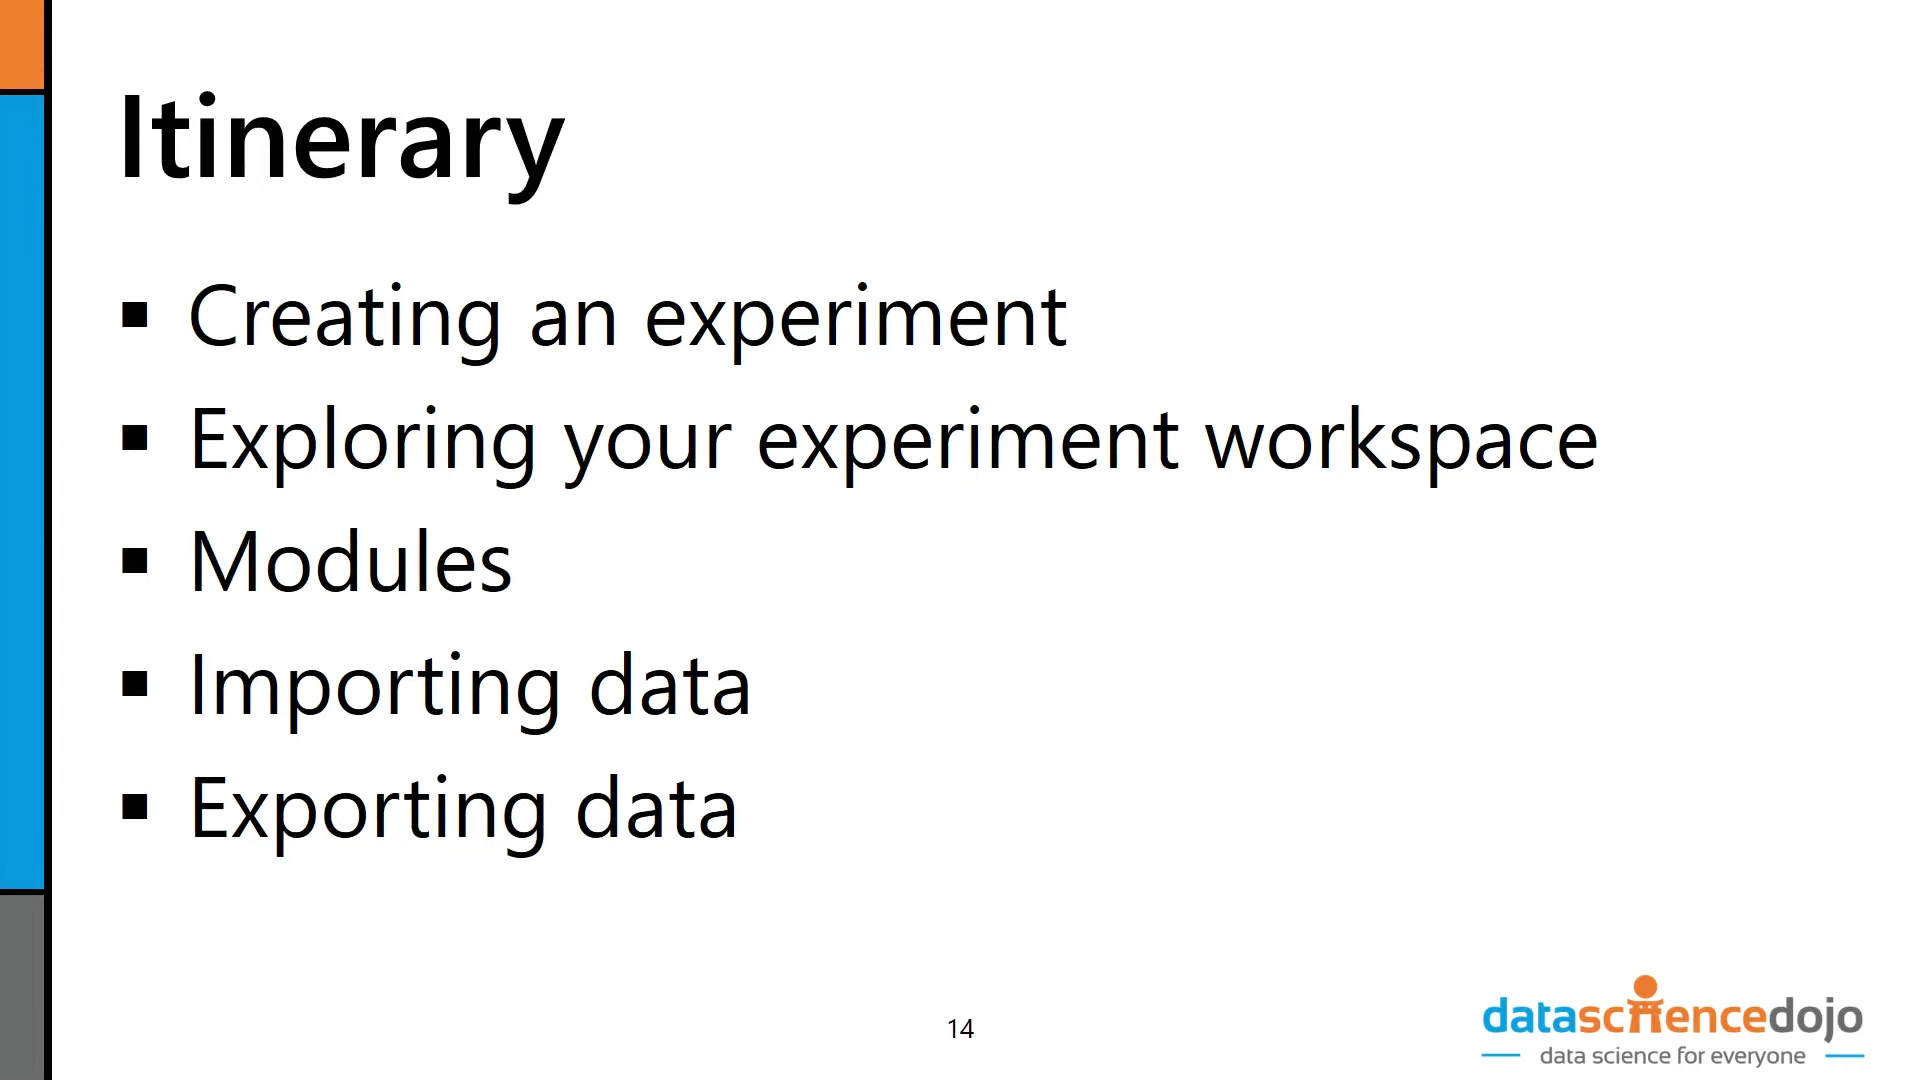 Itinerary
▪ Creating an experiment
▪ Exploring your experiment workspace
▪ Modules
▪ Importing data
▪ Exporting data
14
datasciencedojo
data science for everyone